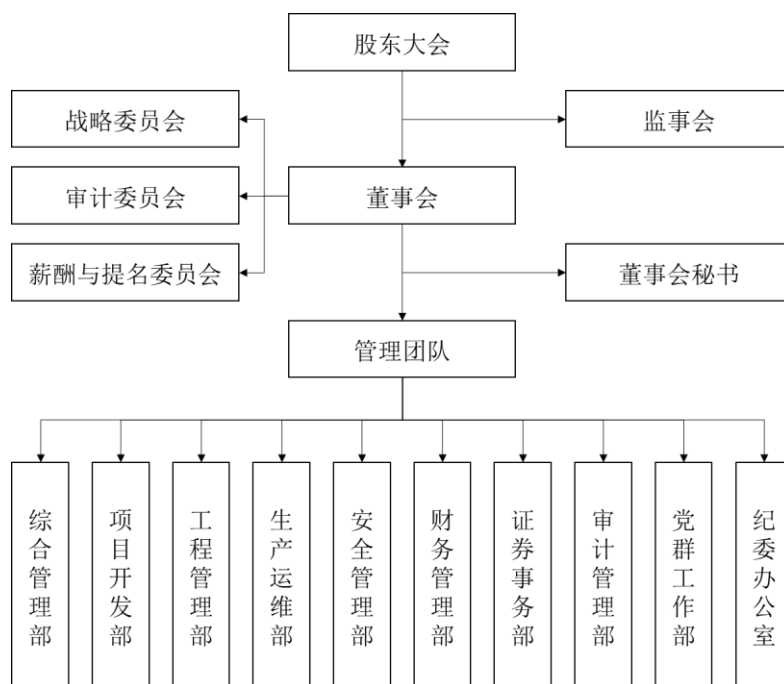 股东大会
战略委员会
监事会
审计委员会
董事会
薪酬与提名委员会
董事会秘书
管理团队
综合管理部
项目开发部
工程管理部
生产运维部
安全管理部
财务管理部
证券事务部
审计管理部
党群工作部
纪委办公室